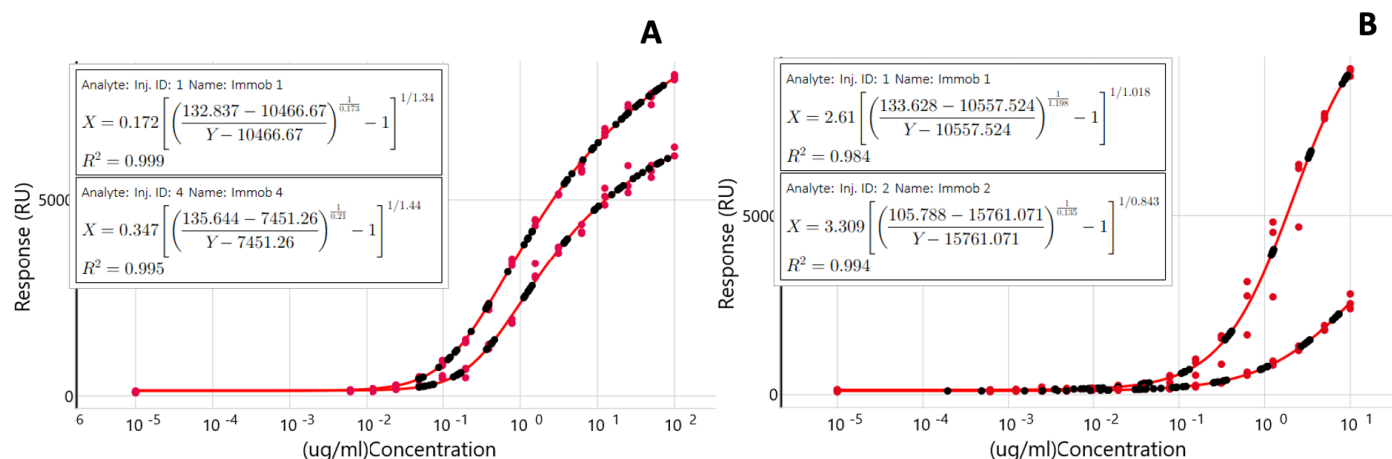 A
Analyte: Inj. ID: 1 Name: Immob 1
X = 0.172 [((132.837 − 10466.67)/(Y − 10466.67))^(1/0.173) − 1]^1/1.34
R² = 0.999
Analyte: Inj. ID: 4 Name: Immob 4
X = 0.347 [((135.644 − 7451.26)/(Y − 7451.26))^(1/0.21) − 1]^1/1.44
R² = 0.995
Response (RU)
5000
0
6 10 -5 10 -4 10 -3 10 -2 10 -1 10 0 10 1 10 2
(ug/ml)Concentration
B
Analyte: Inj. ID: 1 Name: Immob 1
X = 2.61 [((133.628 − 10557.524)/(Y − 10557.524))^(1/1.198) − 1]^1/1.018
R² = 0.984
Analyte: Inj. ID: 2 Name: Immob 2
X = 3.309 [((105.788 − 15761.071)/(Y − 15761.071))^(1/0.135) − 1]^1/0.843
R² = 0.994
Response (RU)
5000
0
10 -5 10 -4 10 -3 10 -2 10 -1 10 0 10 1
(ug/ml)Concentration